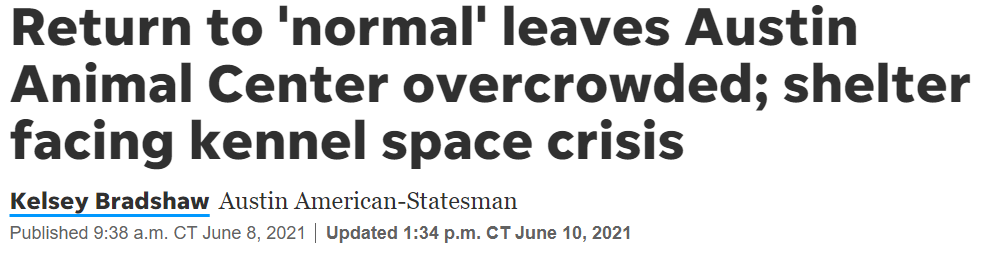 Return to 'normal' leaves Austin
Animal Center overcrowded; shelter
facing kennel space crisis
Kelsey Bradshaw Austin American-Statesman
Published 9:38 a.m. CT June 8, 2021 | Updated 1:34 p.m. CT June 10, 2021